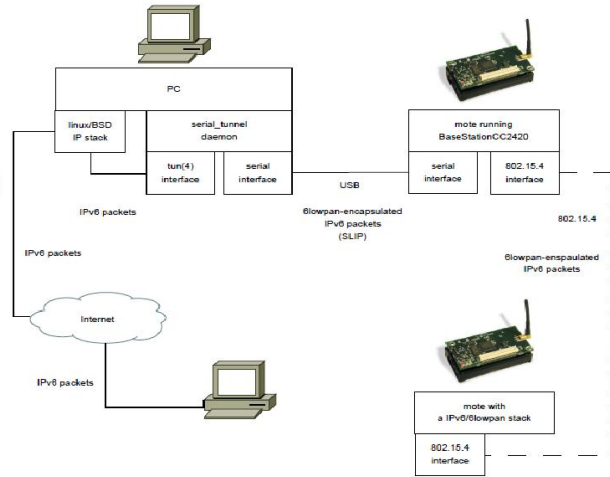 PC
linux/BSD
IP stack
serial_tunnel
daemon
tun(4)
interface
serial
interface
mote running
BaseStationCC2420
serial
interface
802.15.4
interface
USB
6lowpan-encapsulated
IPv6 packets
(SLIP)
IPv6 packets
802.15.4
IPv6 packets
6lowpan-enspaulated
IPv6 packets
Internet
IPv6 packets
mote with
a IPv6/6lowpan stack
802.15.4
interface